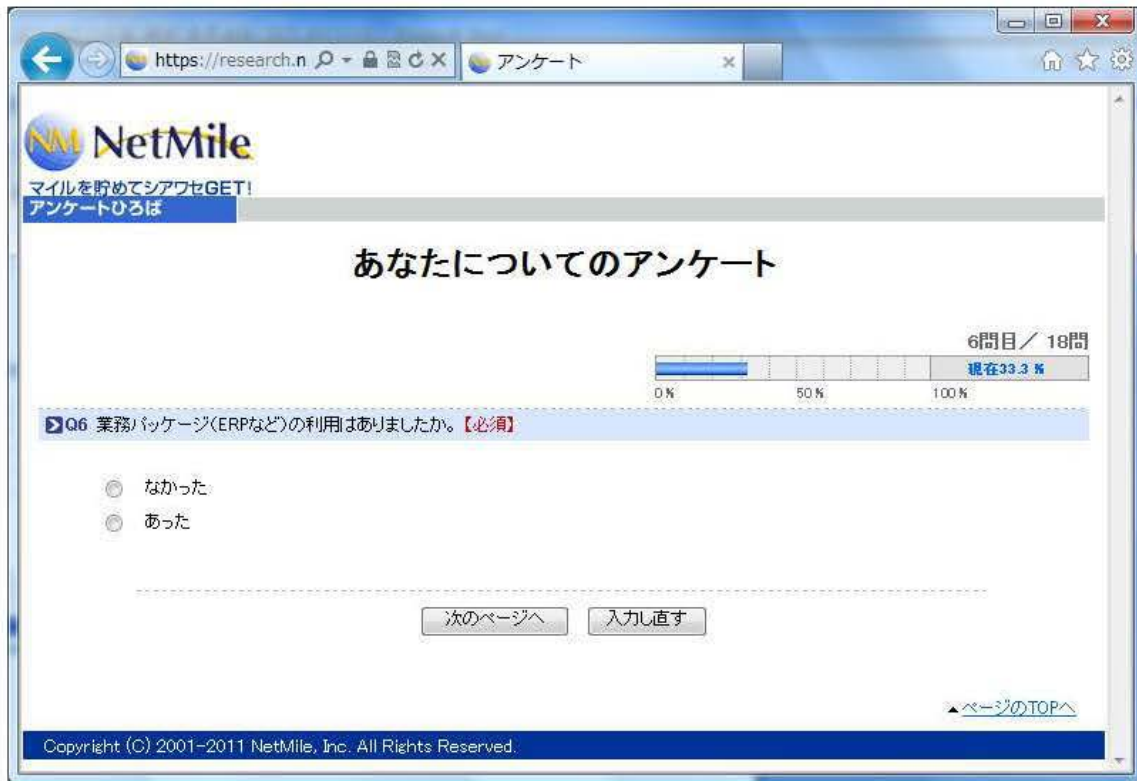 https://research.n
アンケート
NM NetMile
マイルを貯めてシアワセGET!
アンケートひろば
あなたについてのアンケート
6問目／ 18問
現在33.3 %
0% 50% 100%
Q6 業務パッケージ(ERPなど)の利用はありましたか。【必須】
なかった
あった
次のページへ 入力し直す
▲ページのTOPへ
Copyright (C) 2001-2011 NetMile, Inc. All Rights Reserved.